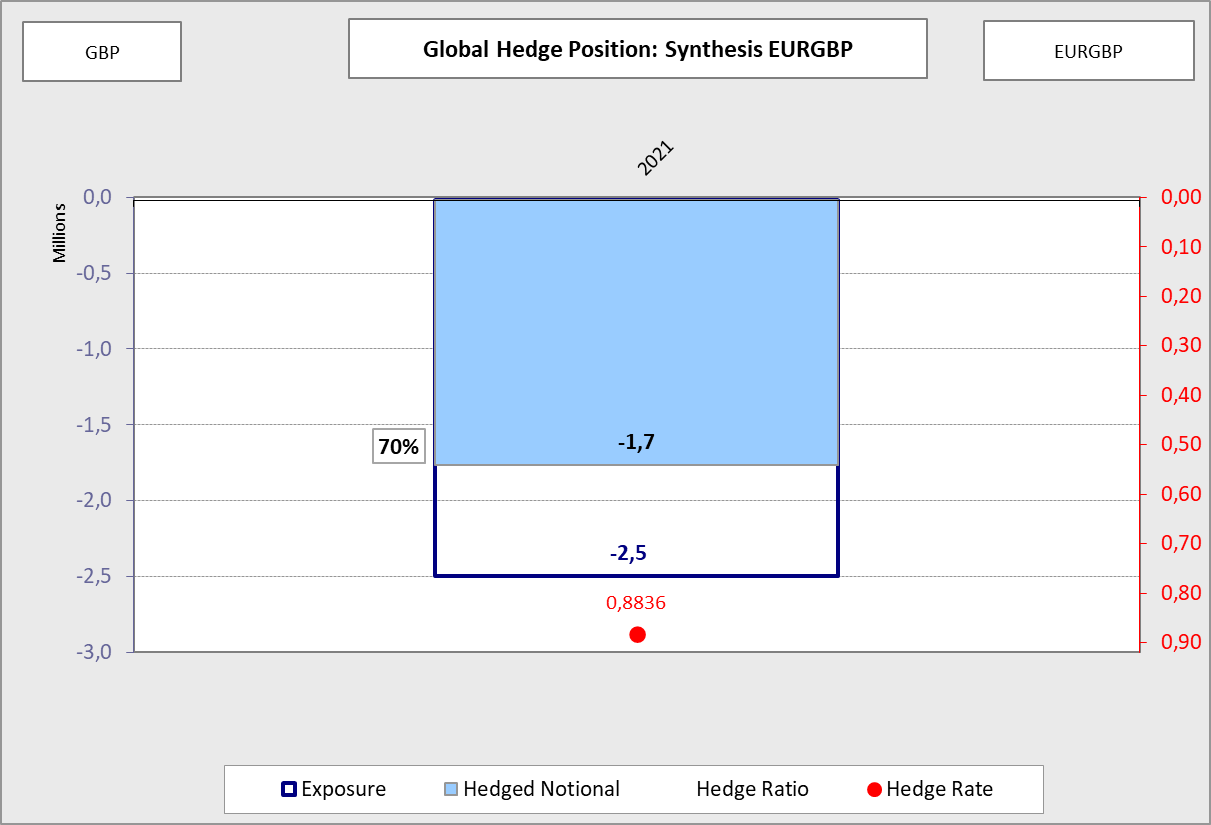 GBP
Global Hedge Position: Synthesis EURGBP
EURGBP
2021
Millions
0,0
-0,5
-1,0
-1,5
-2,0
-2,5
-3,0
70%
-1,7
-2,5
0,8836
0,00
0,10
0,20
0,30
0,40
0,50
0,60
0,70
0,80
0,90
Exposure
Hedged Notional
Hedge Ratio
Hedge Rate